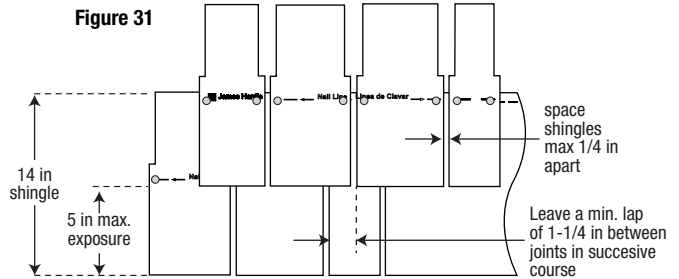 Figure 31
James Hardie
Nail Line Linea de Clavar
14 in
shingle
Nai
5 in max.
exposure
space
shingles
max 1/4 in
apart
Leave a min. lap
of 1-1/4 in between
joints in succesive
course